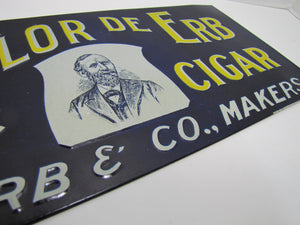 LOR DE ERB
CIGAR
RB & CO., MAKERS